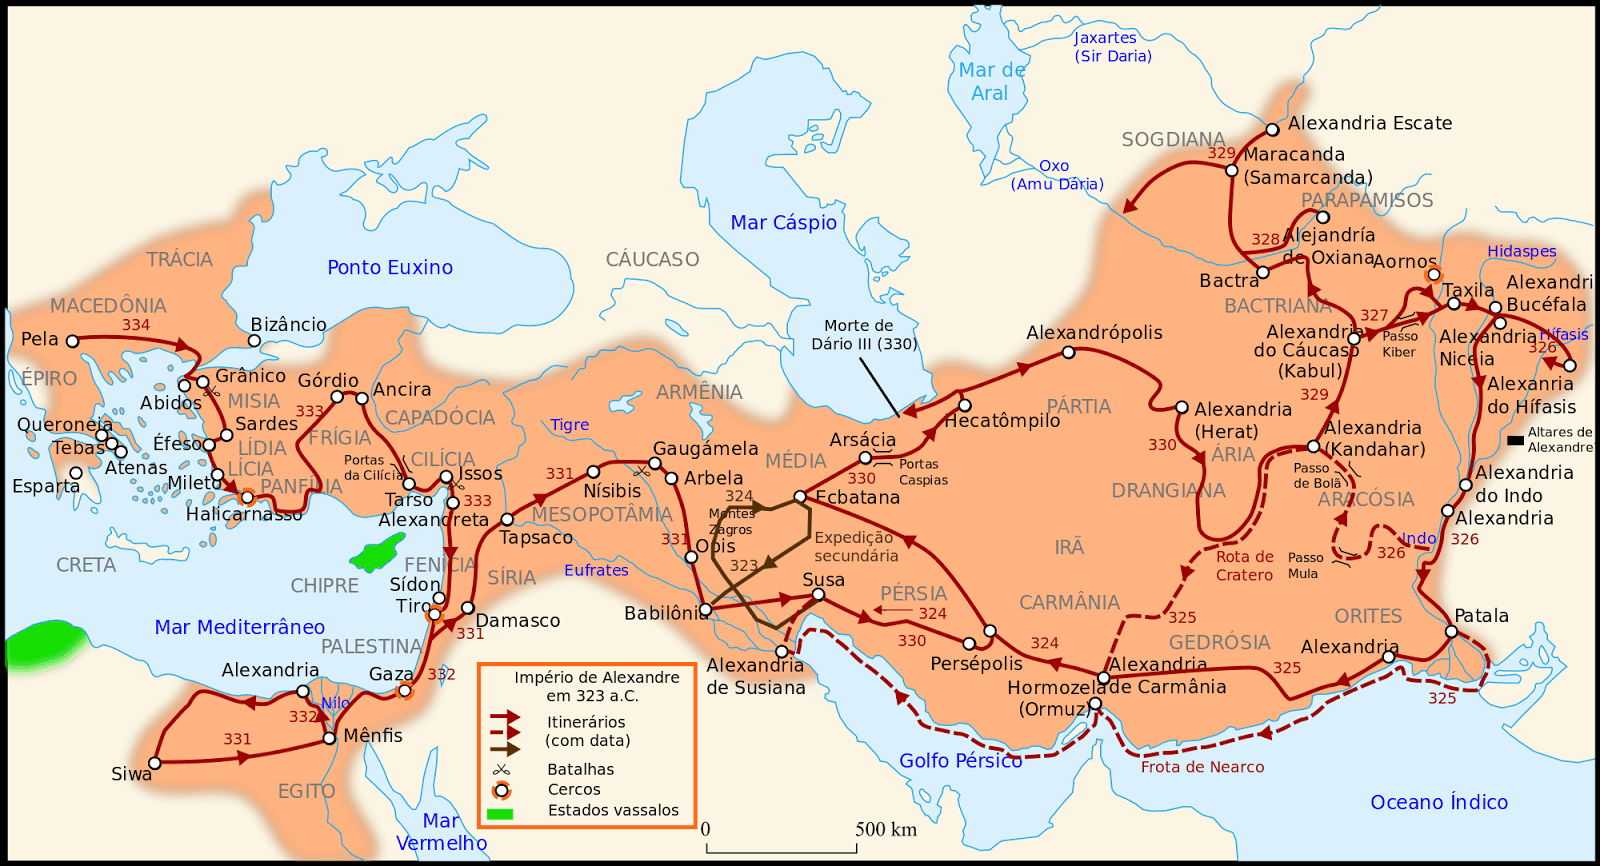 Jaxartes
(Sir Daria)
Mar de
Aral
Alexandria Escate
SOGDIANA
329
Maracanda
(Samarcanda)
Oxo
(Amu Dária)
PARAPAMISOS
Mar Cáspio
328
Alejandría
de Oxiana
Aornos
Hidaspes
TRÁCIA
Ponto Euxino
CÁUCASO
Bactra
BACTRIANA
Taxila
Alexandri
Bucéfala
MACEDÔNIA
334
Bizâncio
Pela
Morte de
Dário III (330)
Alexandrópolis
327
Alexandria
do Cáucaso
(Kabul)
Passo
Kiber
Alexandria
Niceia
Hífasis
326
ÉPIRO
Grânico
Górdio
Ancira
Abidos
MISIA
333
CAPADÓCIA
ARMÊNIA
Hecatômpilo
PÁRTIA
Alexandria
(Herat)
329
Alexanria
do Hífasis
Queroneia
Tebas
Atenas
Esparta
Sardes
Éfeso
LÍDIA
FRÍGIA
LÍCIA
Mileto
PANFILIA
Halicarnasso
Portas
da Cilícia
CILÍCIA
Issos
Tarso
333
Alexandreta
Tigre
331
Nísibis
Gaugámela
Arbela
MÉDIA
Arsácia
330
Portas
Caspias
330
ÁRIA
Alexandria
(Kandahar)
Altares de
Alexandre
DRANGIANA
Passo
de Bolã
ARACÓSIA
Alexandria
do Indo
Alexandria
326
MESOPOTÂMIA
Tapsaco
324
Montes
Zagros
Ecbatana
331
Opis
Expedição
secundária
323
IRÃ
Rota de
Cratero
Passo
Mula
326
Indo
CRETA
CHIPRE
FENÍCIA
SÍRIA
Eufrates
Sídon
Tiro
Damasco
331
Babilônia
Susa
PÉRSIA
324
330
Persépolis
CARMÂNIA
324
325
ORITES
Patala
GEDRÓSIA
Alexandria
Mar Mediterrâneo
PALESTINA
Alexandria
Gaza
332
Nilo
332
331
Mênfis
Siwa
EGITO
Mar
Vermelho
Alexandria
de Susiana
Alexandria
de Carmânia
Hormozela
(Ormuz)
325
325
Golfo Pérsico
Frota de Nearco
Oceano Índico
Império de Alexandre
em 323 a.C.
Itinerários
(com data)
Batalhas
Cercos
Estados vassalos
0
500 km